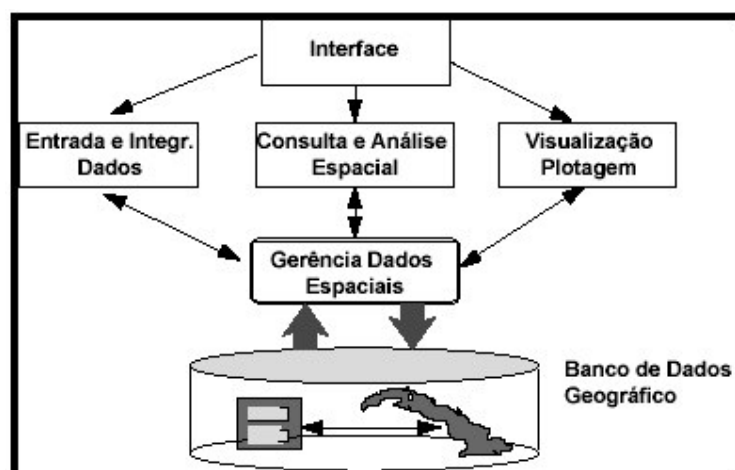 Interface
Entrada e Integr.
Dados
Consulta e Análise
Espacial
Visualização
Plotagem
Gerência Dados
Espaciais
Banco de Dados
Geográfico